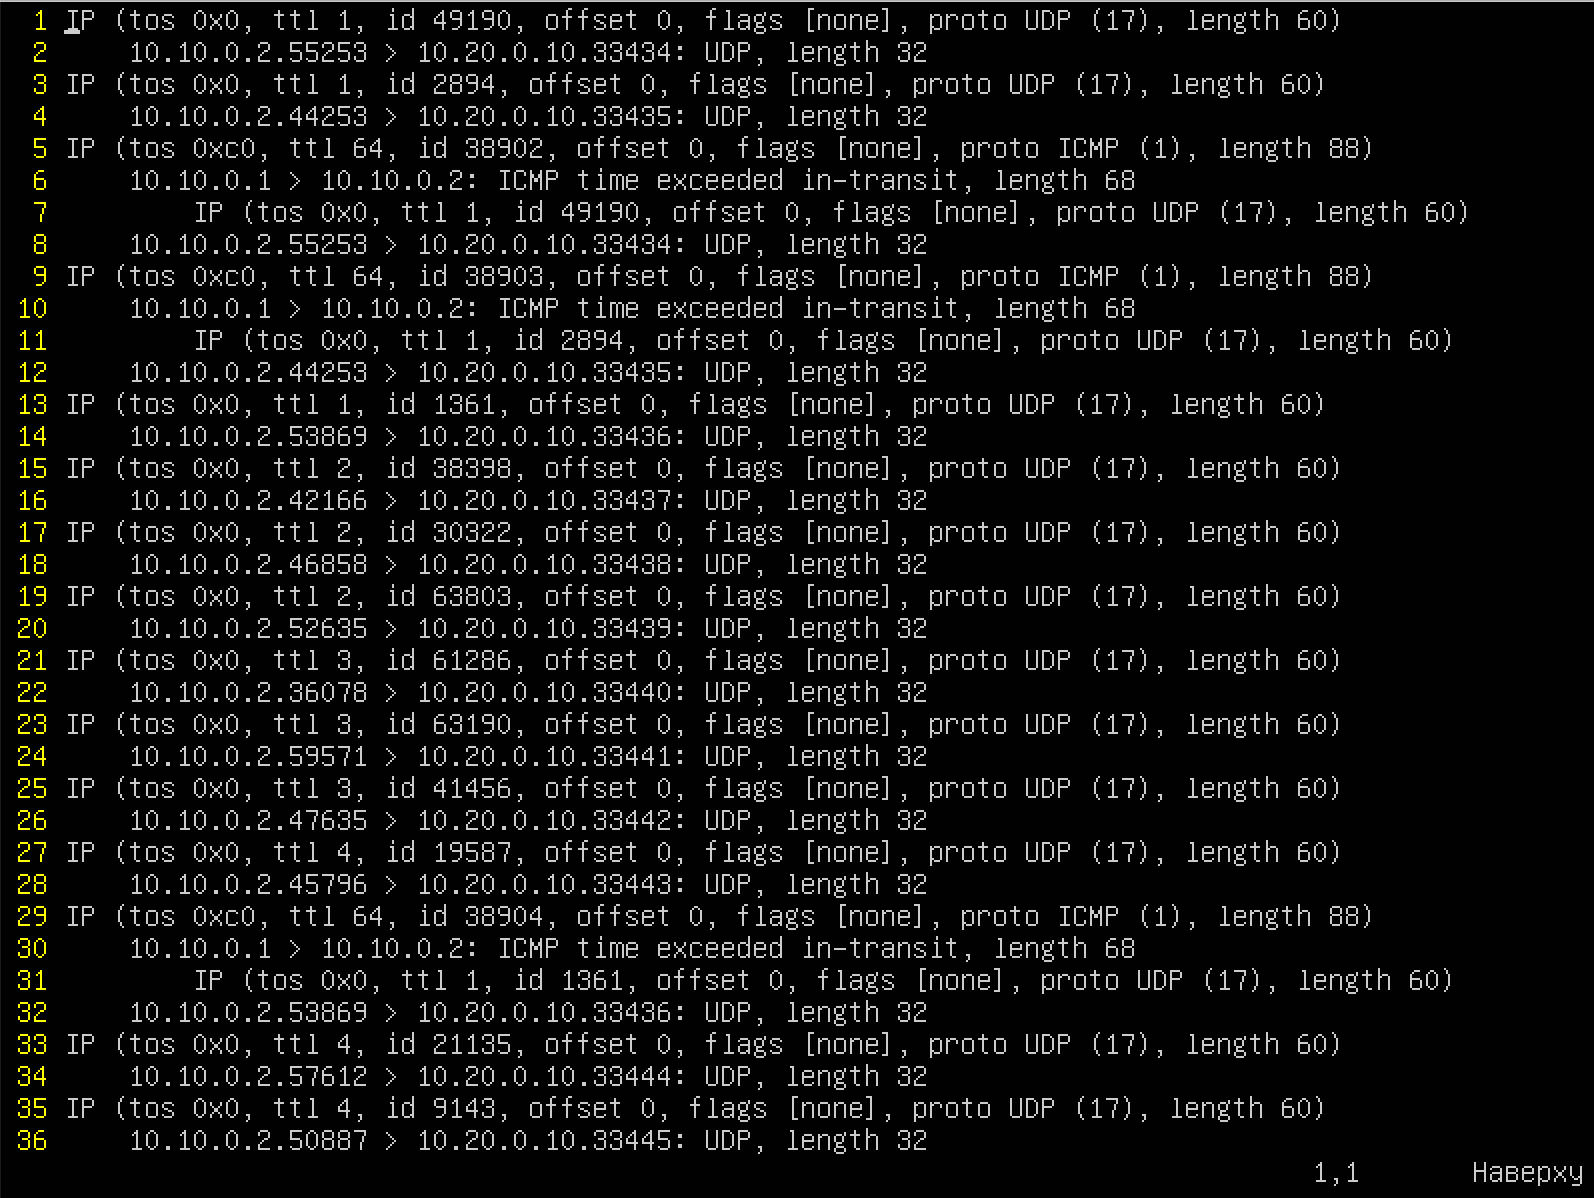 1 IP (tos 0x0, ttl 1, id 49190, offset 0, flags [none], proto UDP (17), length 60)
2     10.10.0.2.55253 > 10.20.0.10.33434: UDP, length 32
3 IP (tos 0x0, ttl 1, id 2894, offset 0, flags [none], proto UDP (17), length 60)
4     10.10.0.2.44253 > 10.20.0.10.33435: UDP, length 32
5 IP (tos 0xc0, ttl 64, id 38902, offset 0, flags [none], proto ICMP (1), length 88)
6     10.10.0.1 > 10.10.0.2: ICMP time exceeded in-transit, length 68
7         IP (tos 0x0, ttl 1, id 49190, offset 0, flags [none], proto UDP (17), length 60)
8     10.10.0.2.55253 > 10.20.0.10.33434: UDP, length 32
9 IP (tos 0xc0, ttl 64, id 38903, offset 0, flags [none], proto ICMP (1), length 88)
10     10.10.0.1 > 10.10.0.2: ICMP time exceeded in-transit, length 68
11         IP (tos 0x0, ttl 1, id 2894, offset 0, flags [none], proto UDP (17), length 60)
12     10.10.0.2.44253 > 10.20.0.10.33435: UDP, length 32
13 IP (tos 0x0, ttl 1, id 1361, offset 0, flags [none], proto UDP (17), length 60)
14     10.10.0.2.53869 > 10.20.0.10.33436: UDP, length 32
15 IP (tos 0x0, ttl 2, id 38398, offset 0, flags [none], proto UDP (17), length 60)
16     10.10.0.2.42166 > 10.20.0.10.33437: UDP, length 32
17 IP (tos 0x0, ttl 2, id 30322, offset 0, flags [none], proto UDP (17), length 60)
18     10.10.0.2.46858 > 10.20.0.10.33438: UDP, length 32
19 IP (tos 0x0, ttl 2, id 63803, offset 0, flags [none], proto UDP (17), length 60)
20     10.10.0.2.52635 > 10.20.0.10.33439: UDP, length 32
21 IP (tos 0x0, ttl 3, id 61286, offset 0, flags [none], proto UDP (17), length 60)
22     10.10.0.2.36078 > 10.20.0.10.33440: UDP, length 32
23 IP (tos 0x0, ttl 3, id 63190, offset 0, flags [none], proto UDP (17), length 60)
24     10.10.0.2.59571 > 10.20.0.10.33441: UDP, length 32
25 IP (tos 0x0, ttl 3, id 41456, offset 0, flags [none], proto UDP (17), length 60)
26     10.10.0.2.47635 > 10.20.0.10.33442: UDP, length 32
27 IP (tos 0x0, ttl 4, id 19587, offset 0, flags [none], proto UDP (17), length 60)
28     10.10.0.2.45796 > 10.20.0.10.33443: UDP, length 32
29 IP (tos 0xc0, ttl 64, id 38904, offset 0, flags [none], proto ICMP (1), length 88)
30     10.10.0.1 > 10.10.0.2: ICMP time exceeded in-transit, length 68
31         IP (tos 0x0, ttl 1, id 1361, offset 0, flags [none], proto UDP (17), length 60)
32     10.10.0.2.53869 > 10.20.0.10.33436: UDP, length 32
33 IP (tos 0x0, ttl 4, id 21135, offset 0, flags [none], proto UDP (17), length 60)
34     10.10.0.2.57612 > 10.20.0.10.33444: UDP, length 32
35 IP (tos 0x0, ttl 4, id 9143, offset 0, flags [none], proto UDP (17), length 60)
36     10.10.0.2.50887 > 10.20.0.10.33445: UDP, length 32
1,1 Наверху